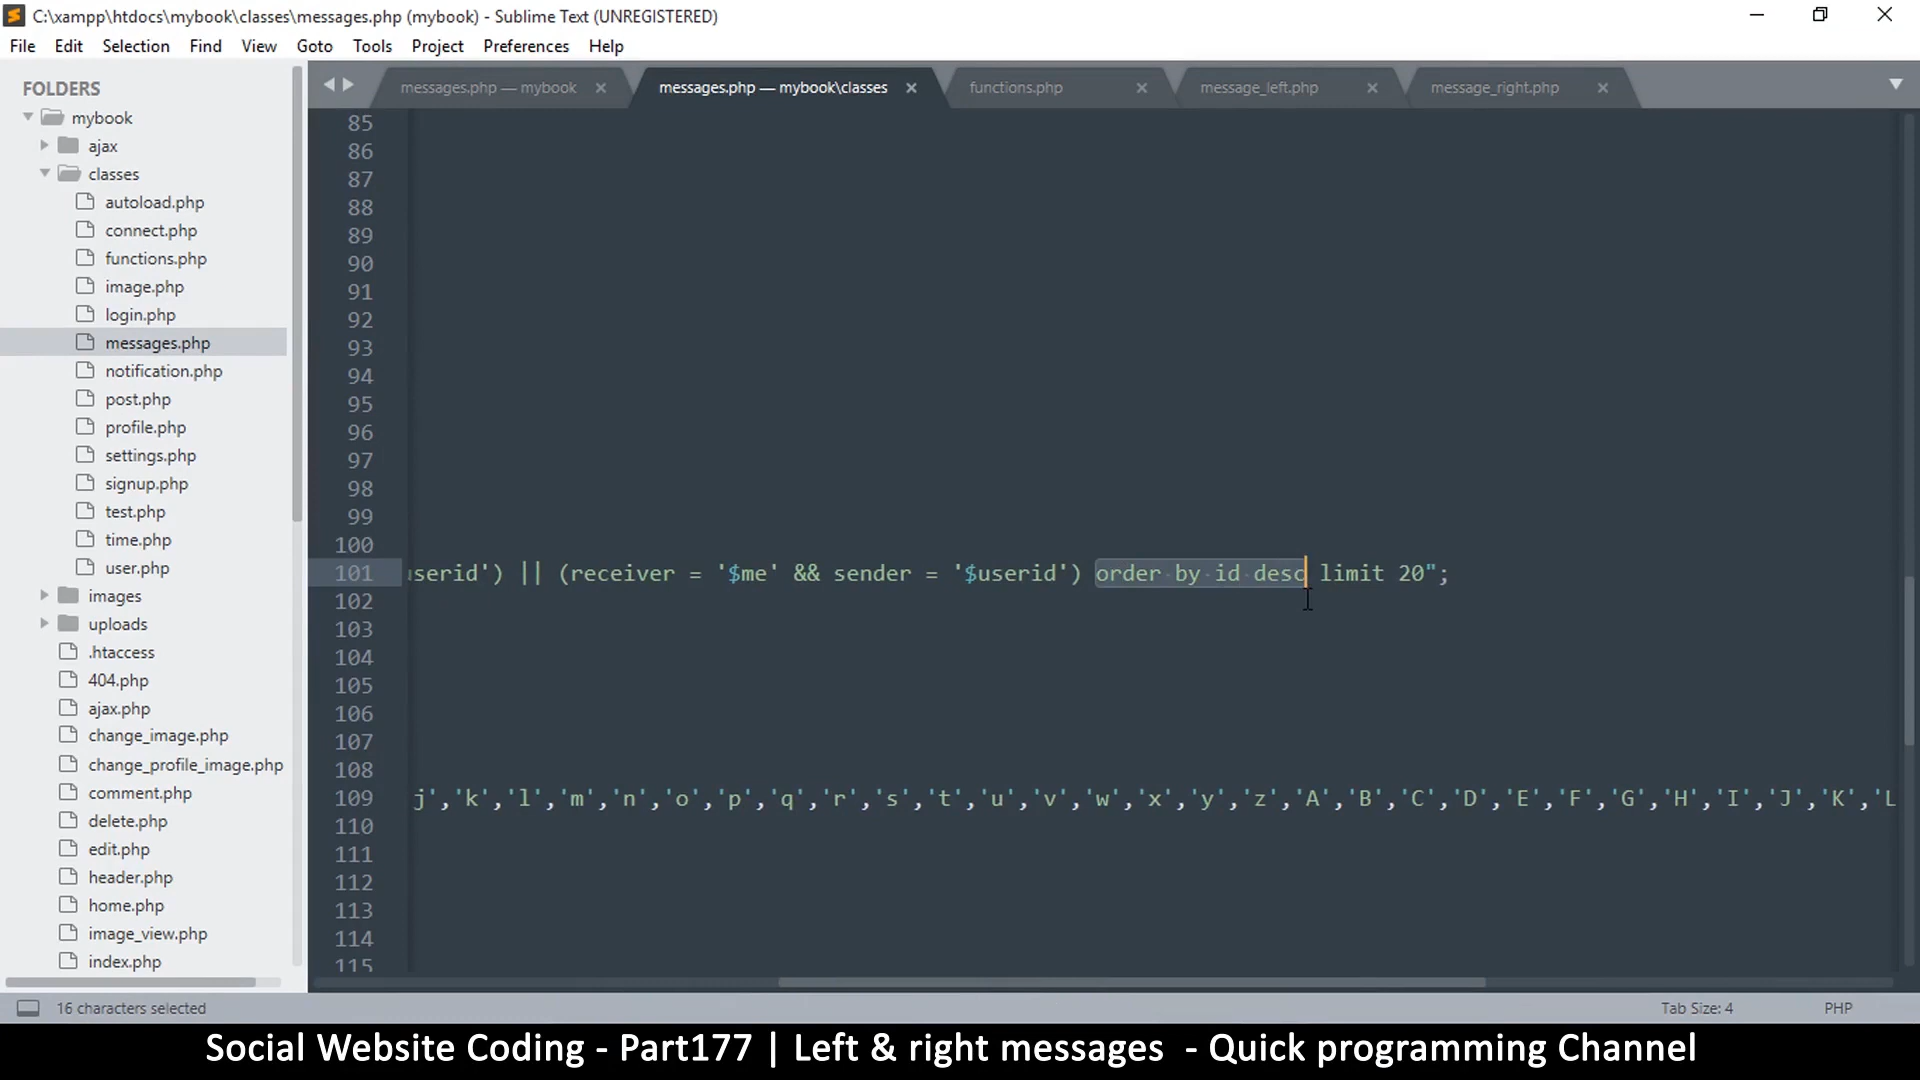 C:\xampp\htdocs\mybook\classes\messages.php (mybook) - Sublime Text (UNREGISTERED)
File Edit Selection Find View Goto Tools Project Preferences Help
FOLDERS
mybook
ajax
classes
autoload.php
connect.php
functions.php
image.php
login.php
messages.php
notification.php
post.php
profile.php
settings.php
signup.php
test.php
time.php
user.php
images
uploads
.htaccess
404.php
ajax.php
change_image.php
change_profile_image.php
comment.php
delete.php
edit.php
header.php
home.php
image_view.php
index.php
messages.php — mybook
messages.php — mybook\classes
functions.php
message_left.php
message_right.php
85
86
87
88
89
90
91
92
93
94
95
96
97
98
99
100
101 userid') || (receiver = '$me' && sender = '$userid') order by id desc limit 20";
102
103
104
105
106
107
108
109 j','k','l','m','n','o','p','q','r','s','t','u','v','w','x','y','z','A','B','C','D','E','F','G','H','I','J','K','L
110
111
112
113
114
115
16 characters selected
Tab Size: 4
PHP
Social Website Coding - Part177 | Left & right messages - Quick programming Channel